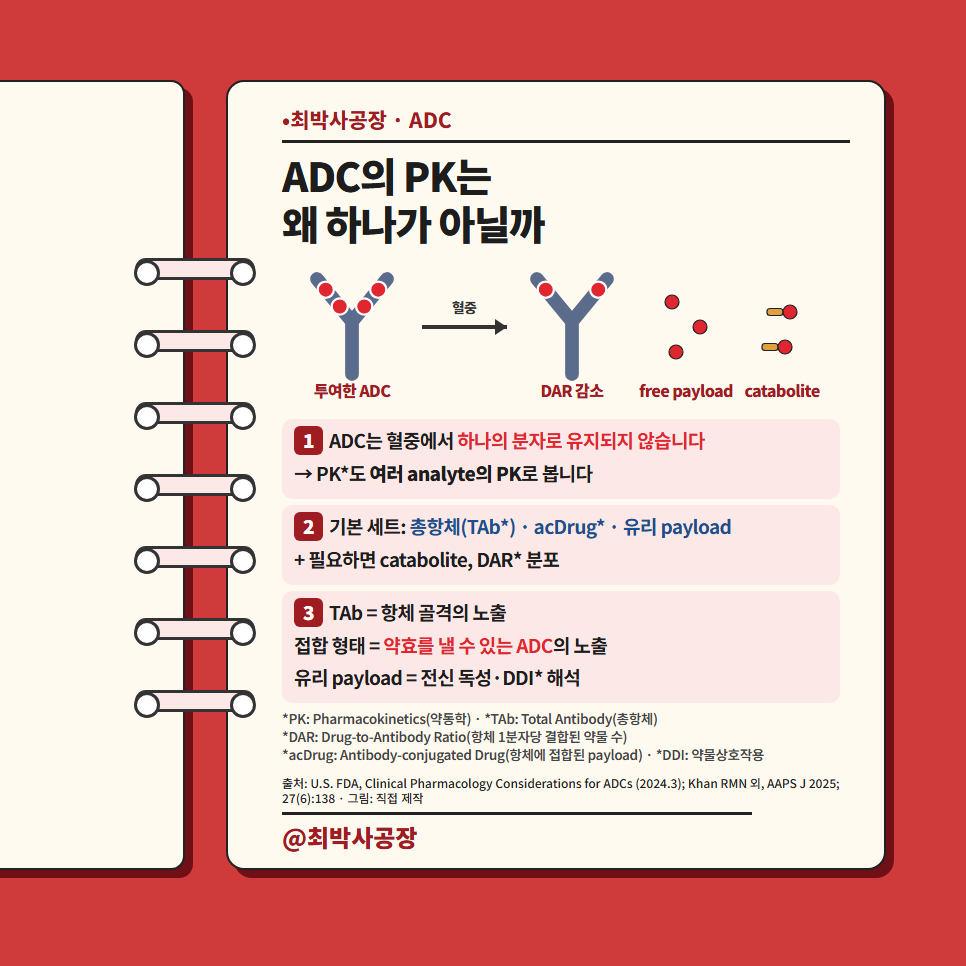 •최박사공장 · ADC
ADC의 PK는
왜 하나가 아닐까
혈중
투여한 ADC
DAR 감소
free payload
catabolite
1 ADC는 혈중에서 하나의 분자로 유지되지 않습니다
→ PK*도 여러 analyte의 PK로 봅니다
2 기본 세트: 총항체(TAb*) · acDrug* · 유리 payload
+ 필요하면 catabolite, DAR* 분포
3 TAb = 항체 골격의 노출
접합 형태 = 약효를 낼 수 있는 ADC의 노출
유리 payload = 전신 독성·DDI* 해석
*PK: Pharmacokinetics(약동학) · *TAb: Total Antibody(총항체)
*DAR: Drug-to-Antibody Ratio(항체 1분자당 결합된 약물 수)
*acDrug: Antibody-conjugated Drug(항체에 접합된 payload) · *DDI: 약물상호작용
출처: U.S. FDA, Clinical Pharmacology Considerations for ADCs (2024.3); Khan RMN 외, AAPS J 2025;
27(6):138 · 그림: 직접 제작
@최박사공장